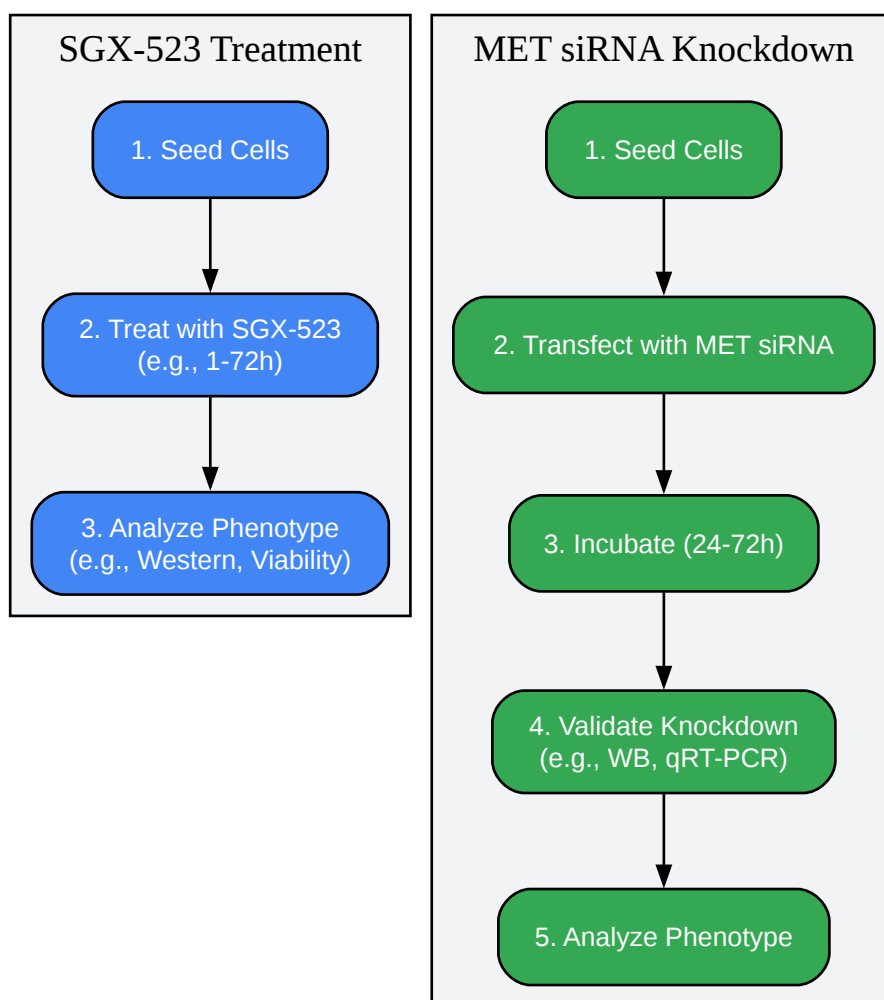 SGX-523 Treatment
1. Seed Cells
2. Treat with SGX-523
(e.g., 1-72h)
3. Analyze Phenotype
(e.g., Western, Viability)
MET siRNA Knockdown
1. Seed Cells
2. Transfect with MET siRNA
3. Incubate (24-72h)
4. Validate Knockdown
(e.g., WB, qRT-PCR)
5. Analyze Phenotype